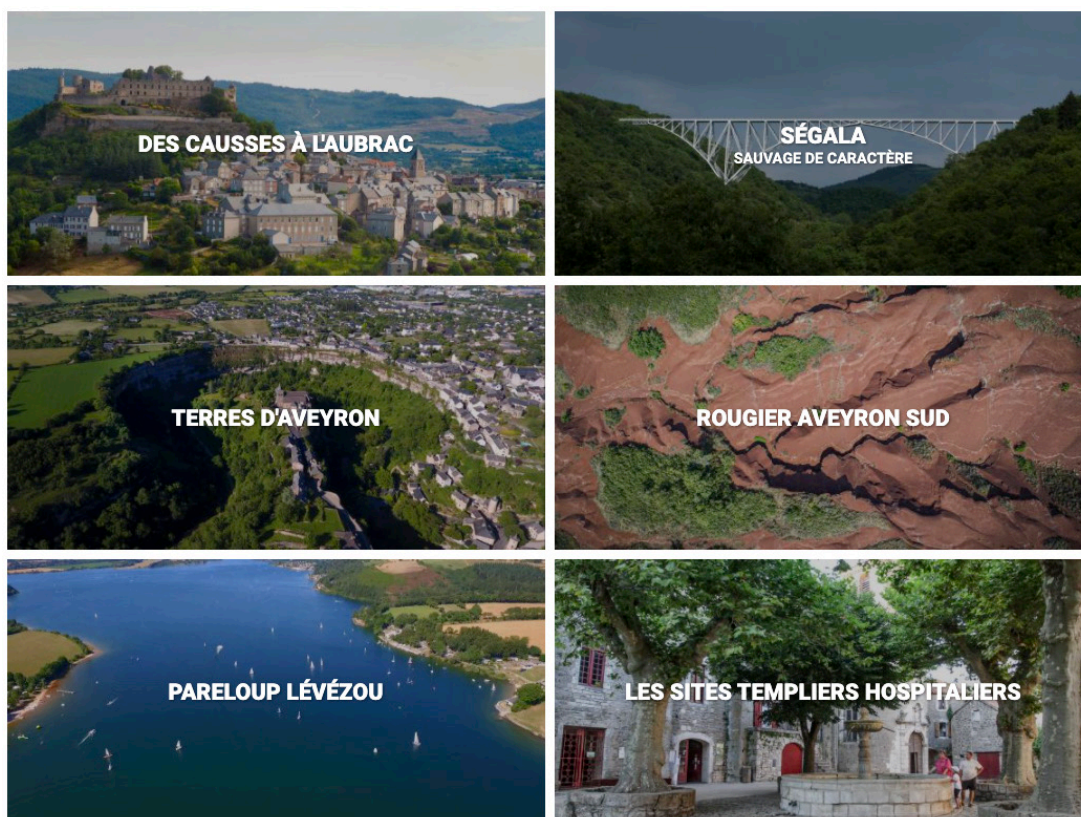 DES CAUSSES À L'AUBRAC
SÉGALA
SAUVAGE DE CARACTÈRE
TERRES D'AVEYRON
ROUGIER AVEYRON SUD
PARELOUP LÉVÉZOU
LES SITES TEMPLIERS HOSPITALIERS